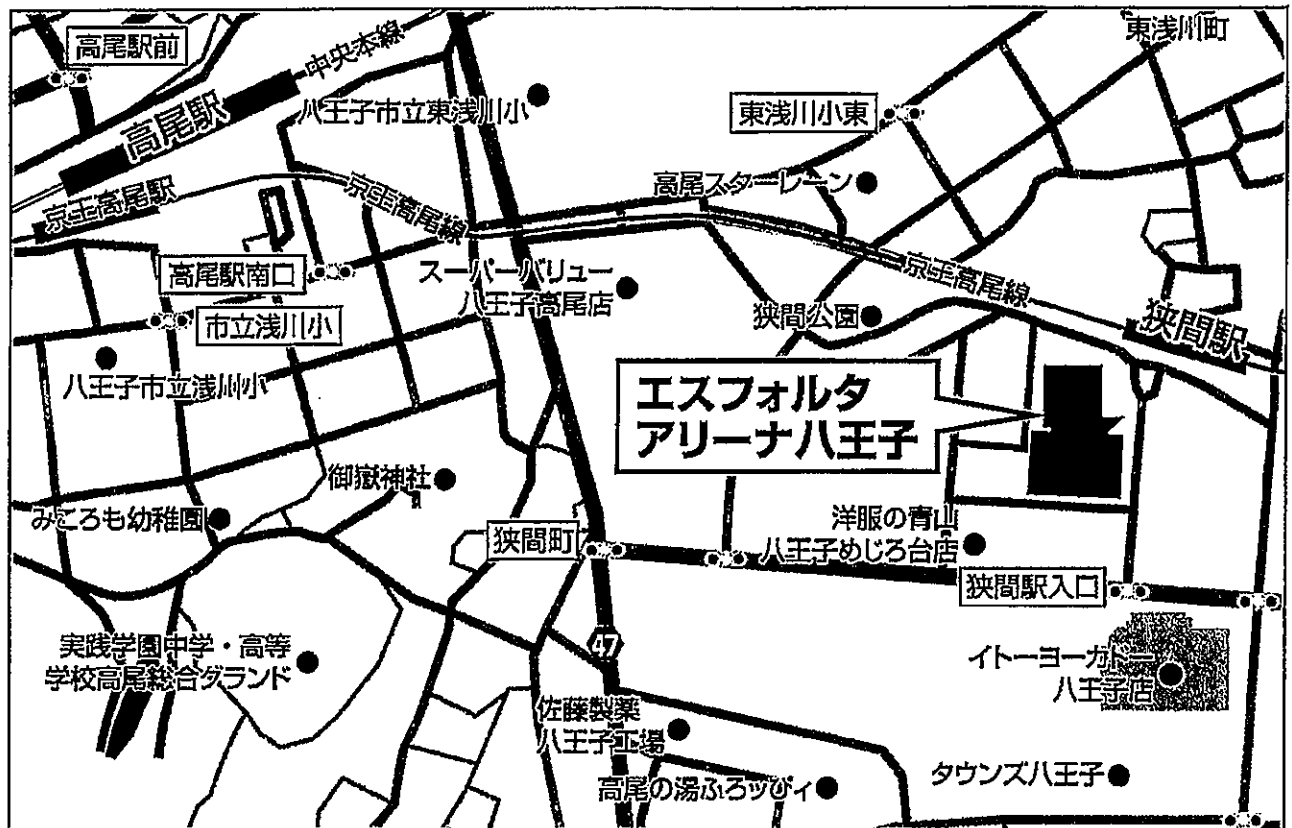 高尾駅前
中央本線
東浅川町
高尾駅
八王子市立東浅川小
東浅川小東
高尾スターレーン
京王高尾駅
京王高尾線
高尾駅南口
スーパーバリュー
八王子高尾店
京王高尾線
市立浅川小
狭間公園
狭間駅
八王子市立浅川小
エスフォルタ
アリーナ八王子
御嶽神社
みころも幼稚園
狭間町
洋服の青山
八王子めじろ台店
狭間駅入口
47
実践学園中学・高等
学校高尾総合グランド
イトーヨーカドー
八王子店
佐藤製薬
八王子工場
高尾の湯ふろッぴィ
タウンズ八王子